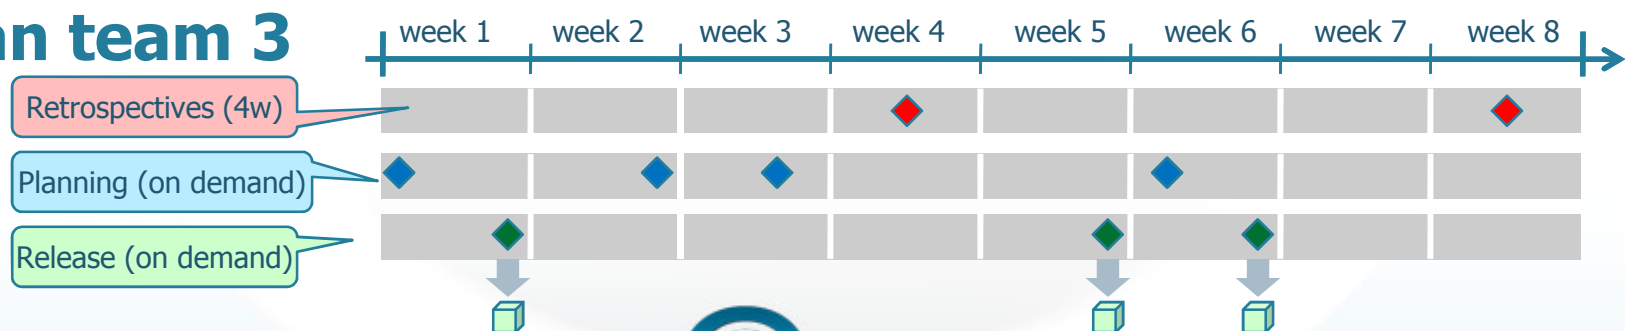 an team 3
week 1 week 2 week 3 week 4 week 5 week 6 week 7 week 8
Retrospectives (4w)
Planning (on demand)
Release (on demand)